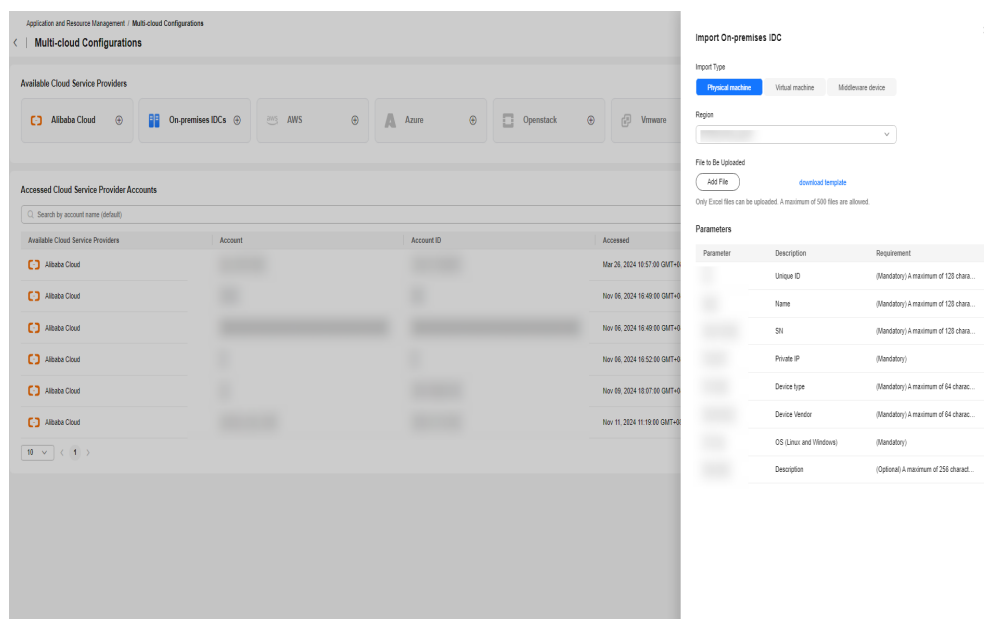 Application and Resource Management / Multi-cloud Configurations
Multi-cloud Configurations
Available Cloud Service Providers
Alibaba Cloud
On-premises IDCs
aws AWS
Azure
Openstack
Vmware
Accessed Cloud Service Provider Accounts
Search by account name (default)
Available Cloud Service Providers Account Account ID Accessed
Alibaba Cloud Mar 26, 2024 10:57:00 GMT+0
Alibaba Cloud Nov 06, 2024 16:49:00 GMT+0
Alibaba Cloud Nov 06, 2024 16:49:00 GMT+0
Alibaba Cloud Nov 06, 2024 16:52:00 GMT+0
Alibaba Cloud Nov 09, 2024 18:07:00 GMT+0
Alibaba Cloud Nov 11, 2024 11:19:00 GMT+0
10 1
Import On-premises IDC
Import Type
Physical machine Virtual machine Middleware device
Region
File to Be Uploaded
Add File download template
Only Excel files can be uploaded. A maximum of 500 files are allowed.
Parameters
Parameter Description Requirement
Unique ID (Mandatory) A maximum of 128 chara...
Name (Mandatory) A maximum of 128 chara...
SN (Mandatory) A maximum of 128 chara...
Private IP (Mandatory)
Device type (Mandatory) A maximum of 64 charac...
Device Vendor (Mandatory) A maximum of 64 charac...
OS (Linux and Windows) (Mandatory)
Description (Optional) A maximum of 256 charact...